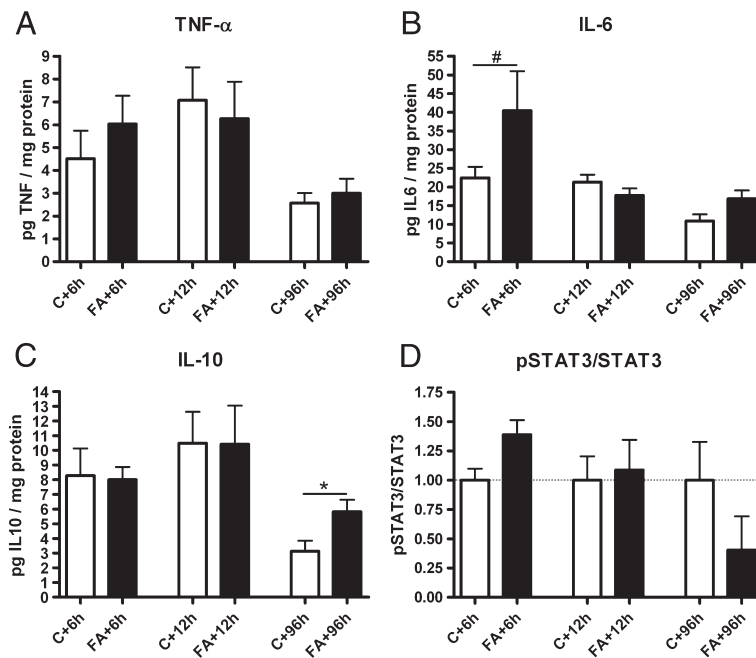 A
TNF-α
pg TNF / mg protein
9
8
7
6
5
4
3
2
1
0
C+6h
FA+6h
C+12h
FA+12h
C+96h
FA+96h
B
IL-6
pg IL6 / mg protein
55
50
45
40
35
30
25
20
15
10
5
0
#
C+6h
FA+6h
C+12h
FA+12h
C+96h
FA+96h
C
IL-10
pg IL10 / mg protein
14
13
12
11
10
9
8
7
6
5
4
3
2
1
0
*
C+6h
FA+6h
C+12h
FA+12h
C+96h
FA+96h
D
pSTAT3/STAT3
pSTAT3/STAT3
1.75
1.50
1.25
1.00
0.75
0.50
0.25
0.00
C+6h
FA+6h
C+12h
FA+12h
C+96h
FA+96h